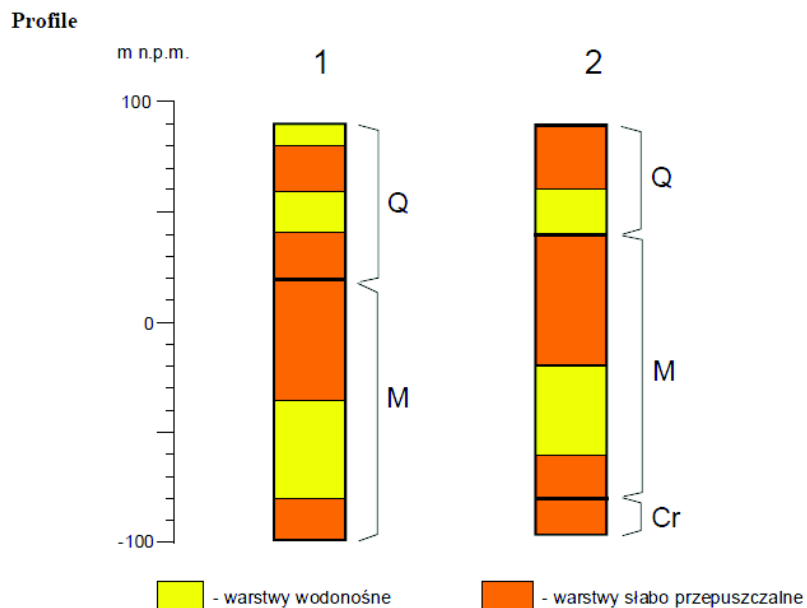 Profile
m n.p.m.
1
2
100
Q
Q
0
M
M
Cr
-100
- warstwy wodonośne
- warstwy słabo przepuszczalne